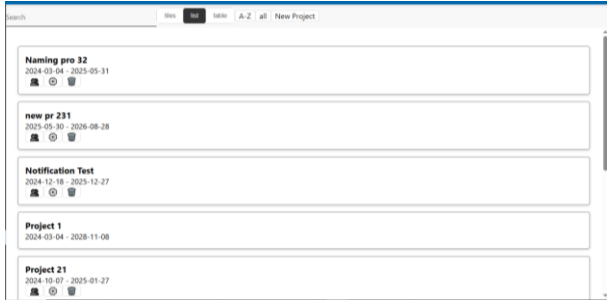 Search
tiles list table A-Z all New Project
Naming pro 32
2024-03-04 - 2025-05-31
new pr 231
2025-05-30 - 2026-08-28
Notification Test
2024-12-18 - 2025-12-27
Project 1
2024-03-04 - 2028-11-08
Project 21
2024-10-07 - 2025-01-27